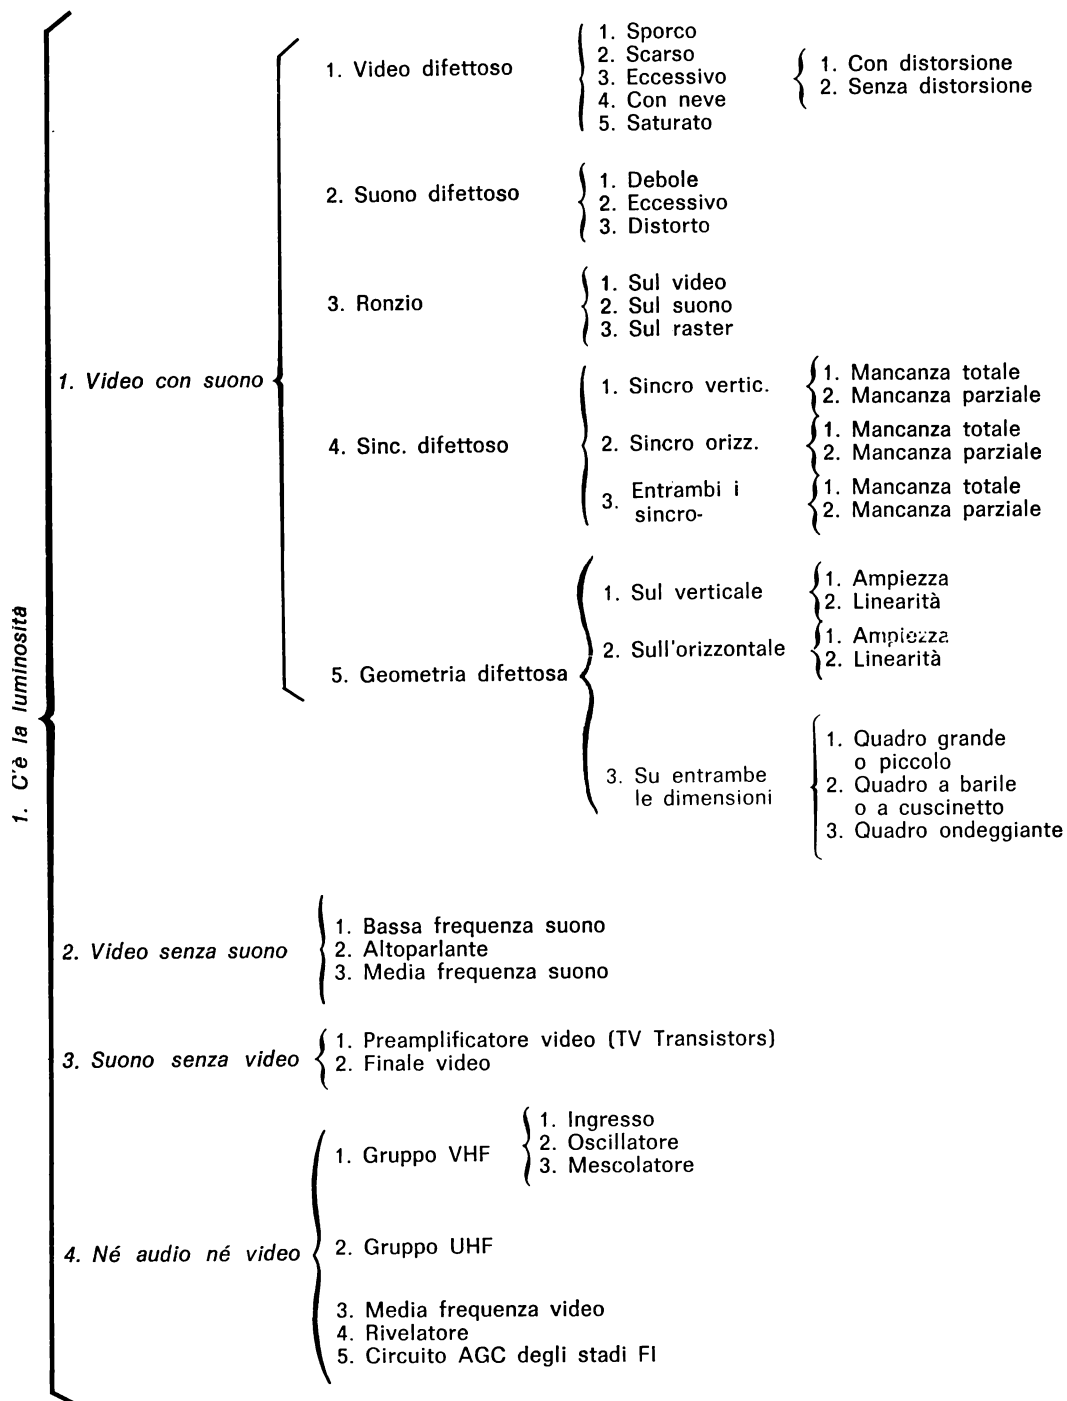 1. C'è la luminosità
1. Video con suono
1. Video difettoso
1. Sporco
2. Scarso
3. Eccessivo
4. Con neve
5. Saturato
1. Con distorsione
2. Senza distorsione
2. Suono difettoso
1. Debole
2. Eccessivo
3. Distorto
3. Ronzio
1. Sul video
2. Sul suono
3. Sul raster
4. Sinc. difettoso
1. Sincro vertic.
1. Mancanza totale
2. Mancanza parziale
2. Sincro orizz.
1. Mancanza totale
2. Mancanza parziale
3. Entrambi i
sincro-
1. Mancanza totale
2. Mancanza parziale
5. Geometria difettosa
1. Sul verticale
1. Ampiezza
2. Linearità
2. Sull'orizzontale
1. Ampiezza
2. Linearità
3. Su entrambe
le dimensioni
1. Quadro grande
o piccolo
2. Quadro a barile
o a cuscinetto
3. Quadro ondeggiante
2. Video senza suono
1. Bassa frequenza suono
2. Altoparlante
3. Media frequenza suono
3. Suono senza video
1. Preamplificatore video (TV Transistors)
2. Finale video
4. Né audio né video
1. Gruppo VHF
1. Ingresso
2. Oscillatore
3. Mescolatore
2. Gruppo UHF
3. Media frequenza video
4. Rivelatore
5. Circuito AGC degli stadi FI